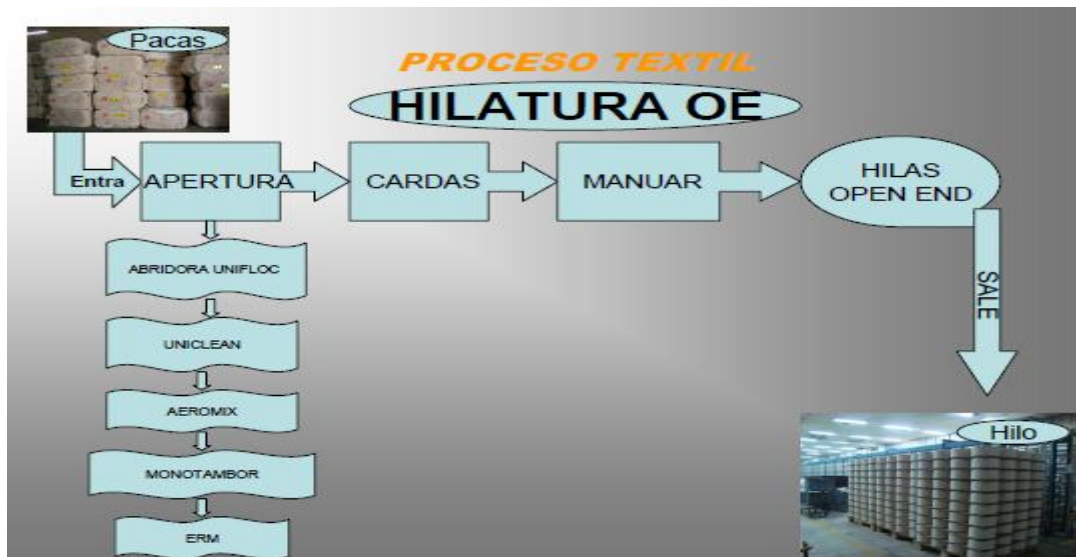 Pacas
PROCESO TEXTIL
HILATURA OE
Entra
APERTURA
CARDAS
MANUAR
HILAS
OPEN END
ABRIDORA UNIFLOC
UNICLEAN
AEROMIX
MONOTAMBOR
ERM
SALE
Hilo